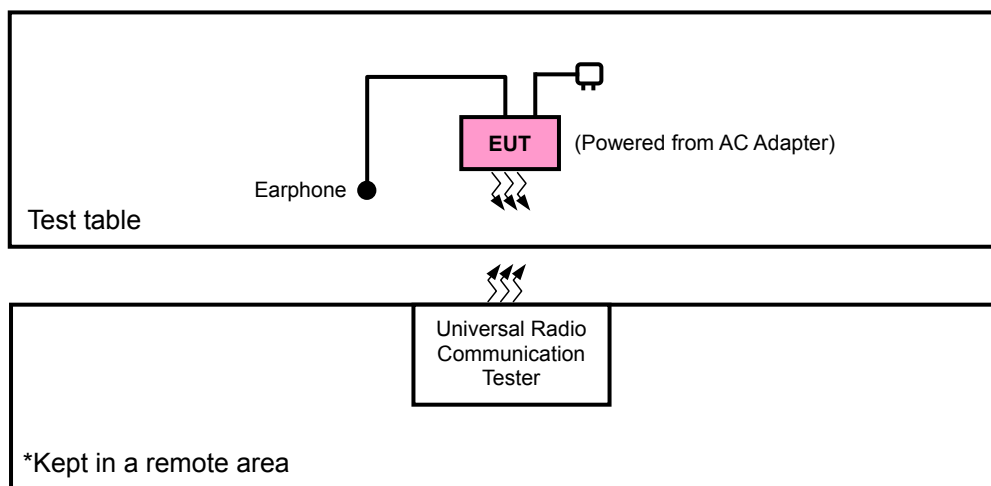 EUT
(Powered from AC Adapter)
Earphone
Test table
Universal Radio
Communication
Tester
*Kept in a remote area